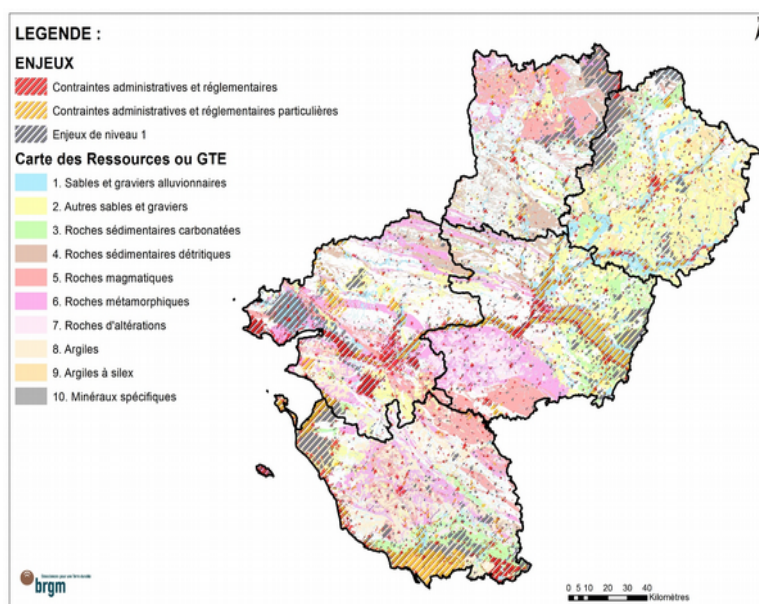 LEGENDE :
ENJEUX
Contraintes administratives et réglementaires
Contraintes administratives et réglementaires particulières
Enjeux de niveau 1
Carte des Ressources ou GTE
1. Sables et graviers alluvionnaires
2. Autres sables et graviers
3. Roches sédimentaires carbonatées
4. Roches sédimentaires détritiques
5. Roches magmatiques
6. Roches métamorphiques
7. Roches d'altérations
8. Argiles
9. Argiles à silex
10. Minéraux spécifiques
brgm
0 5 10 20 30 40
Kilomètres